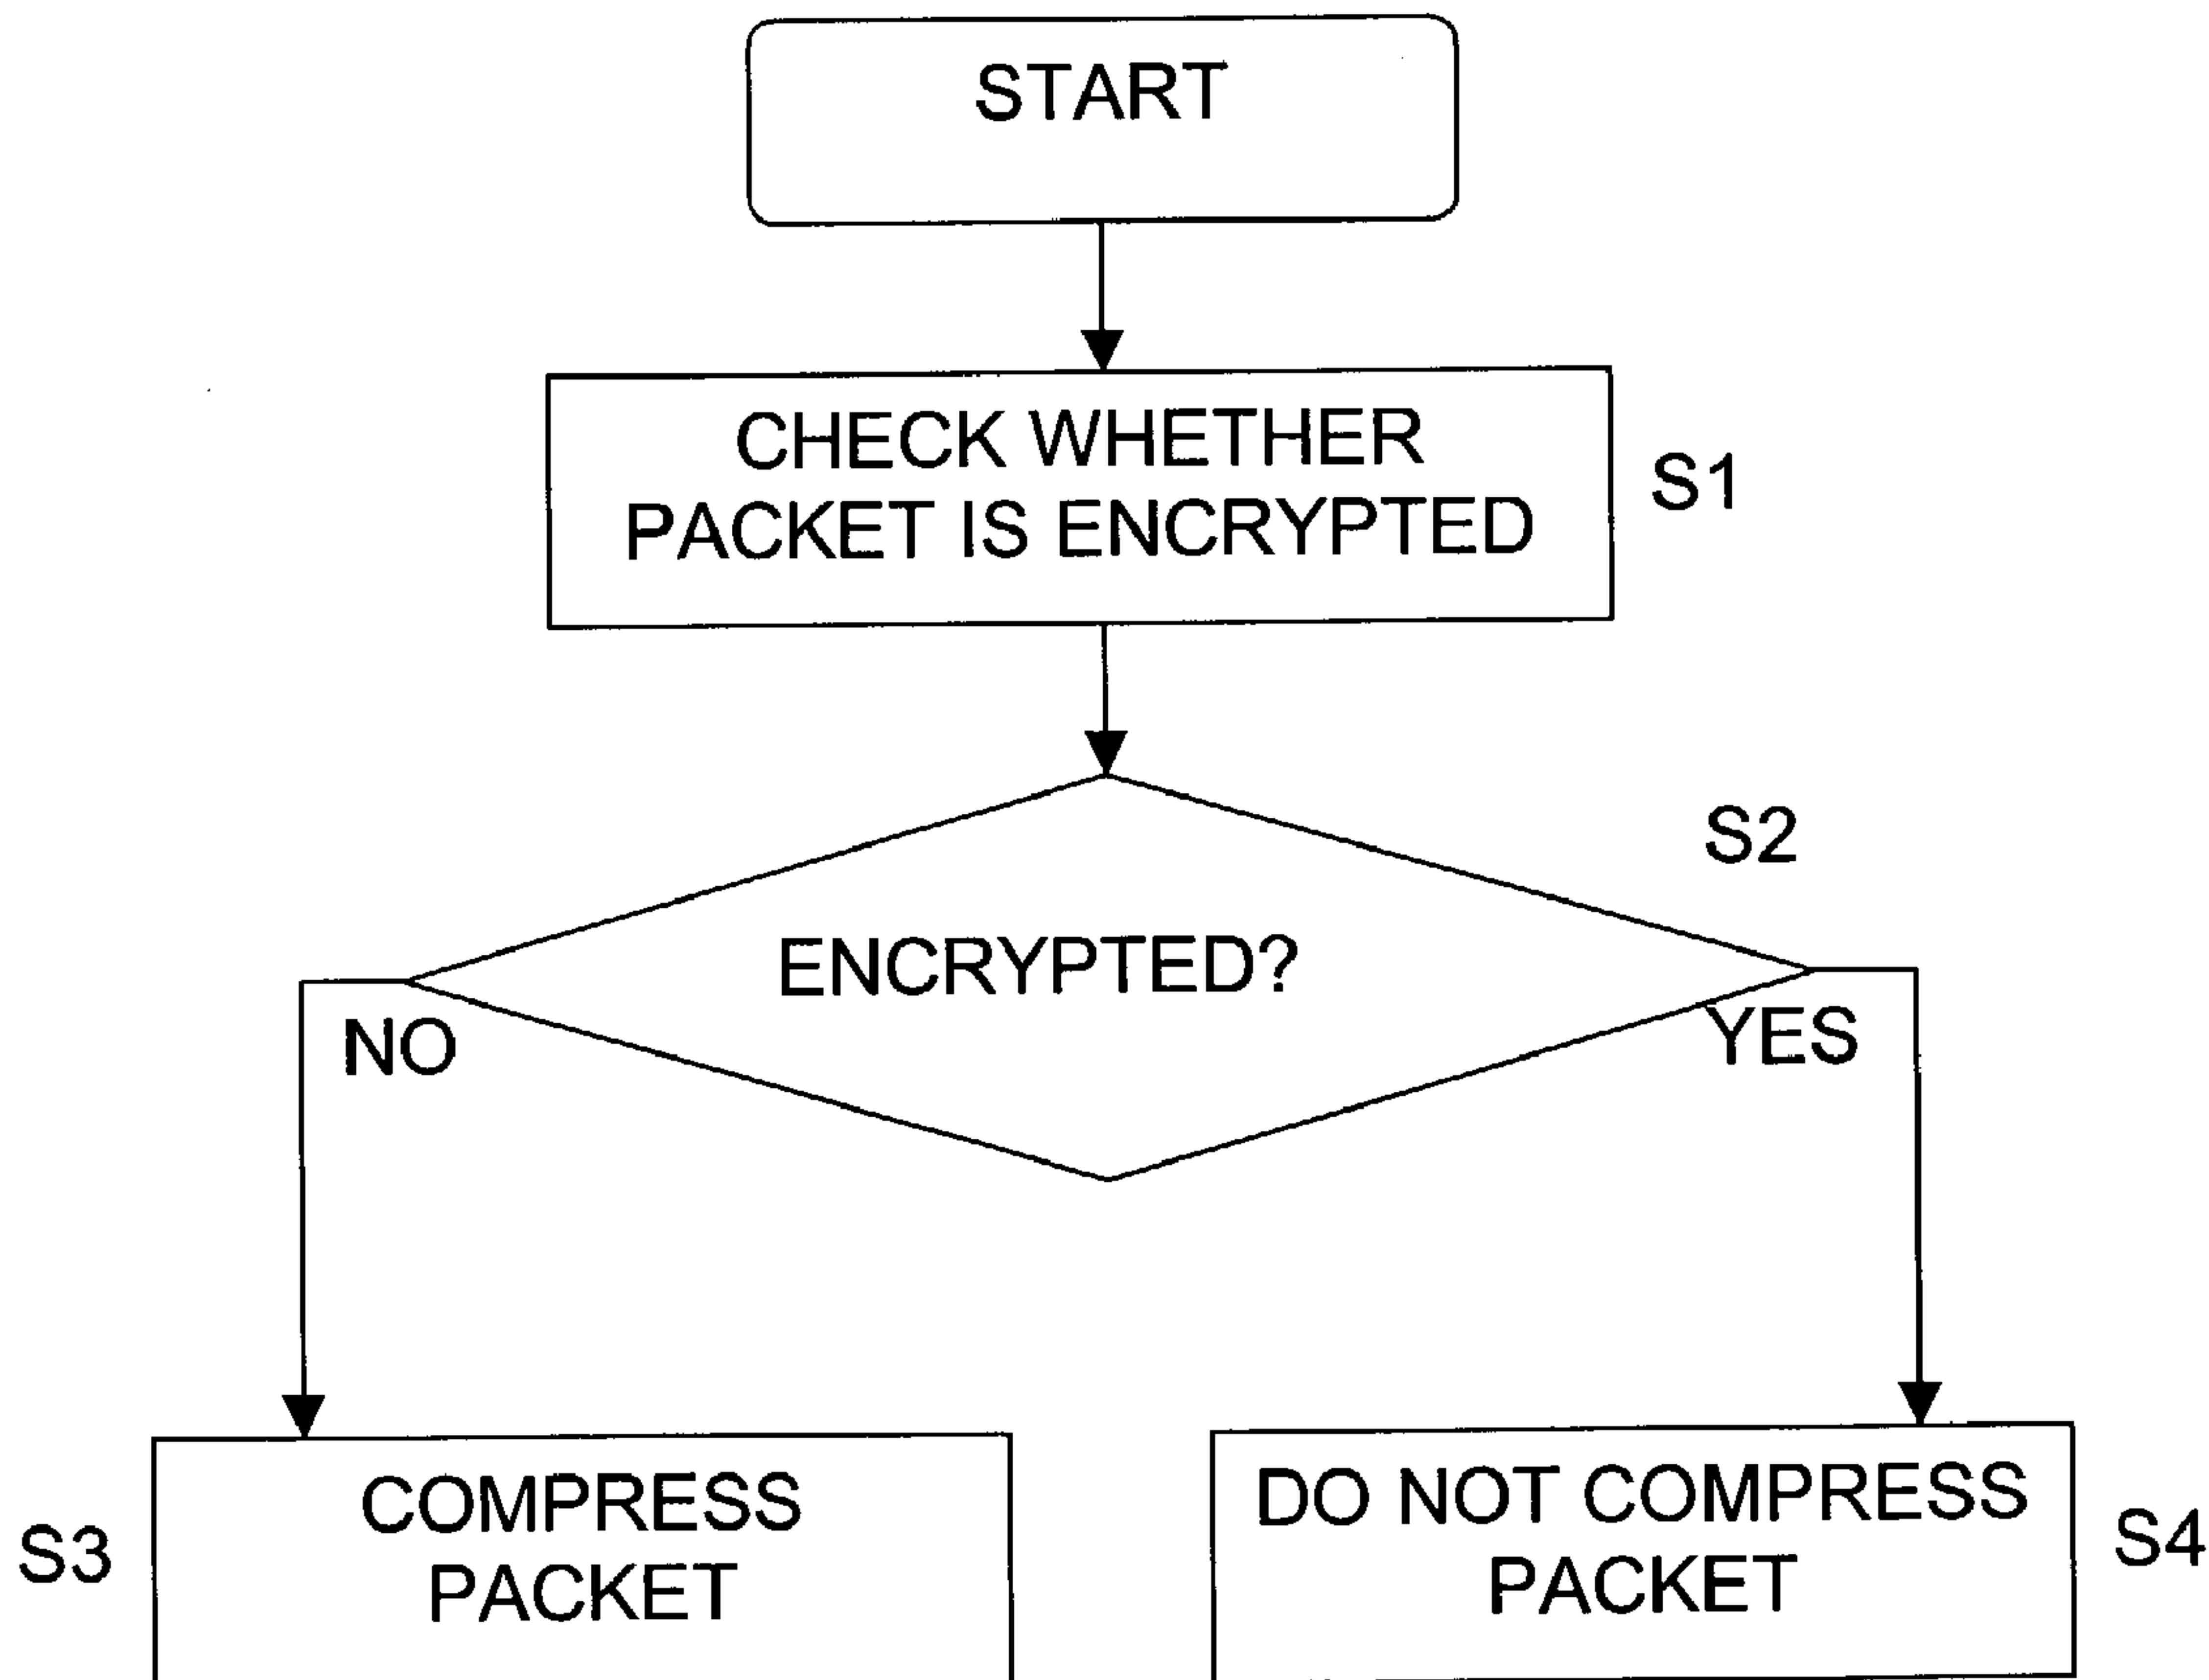 START
CHECK WHETHER
PACKET IS ENCRYPTED
S1
S2
ENCRYPTED?
NO
YES
COMPRESS
PACKET
S3
DO NOT COMPRESS
PACKET
S4